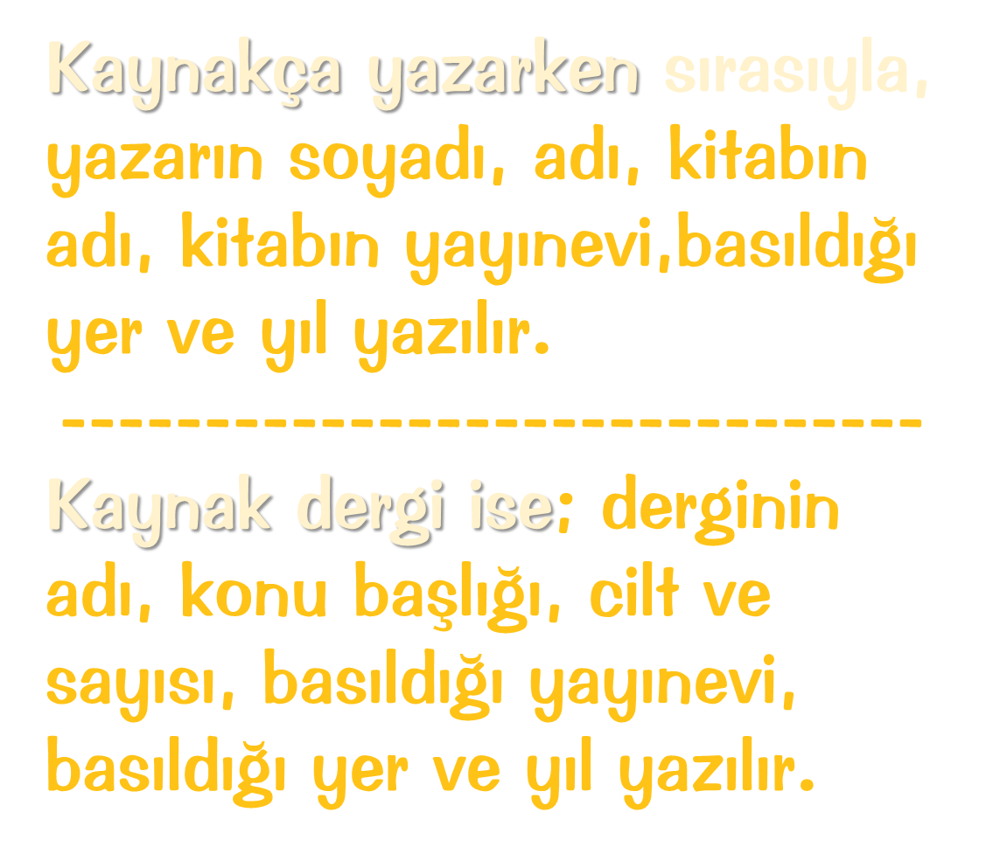 Kaynakça yazarken sırasıyla,
yazarın soyadı, adı, kitabın
adı, kitabın yayınevi,basıldığı
yer ve yıl yazılır.
------------------------------
Kaynak dergi ise; derginin
adı, konu başlığı, cilt ve
sayısı, basıldığı yayınevi,
basıldığı yer ve yıl yazılır.